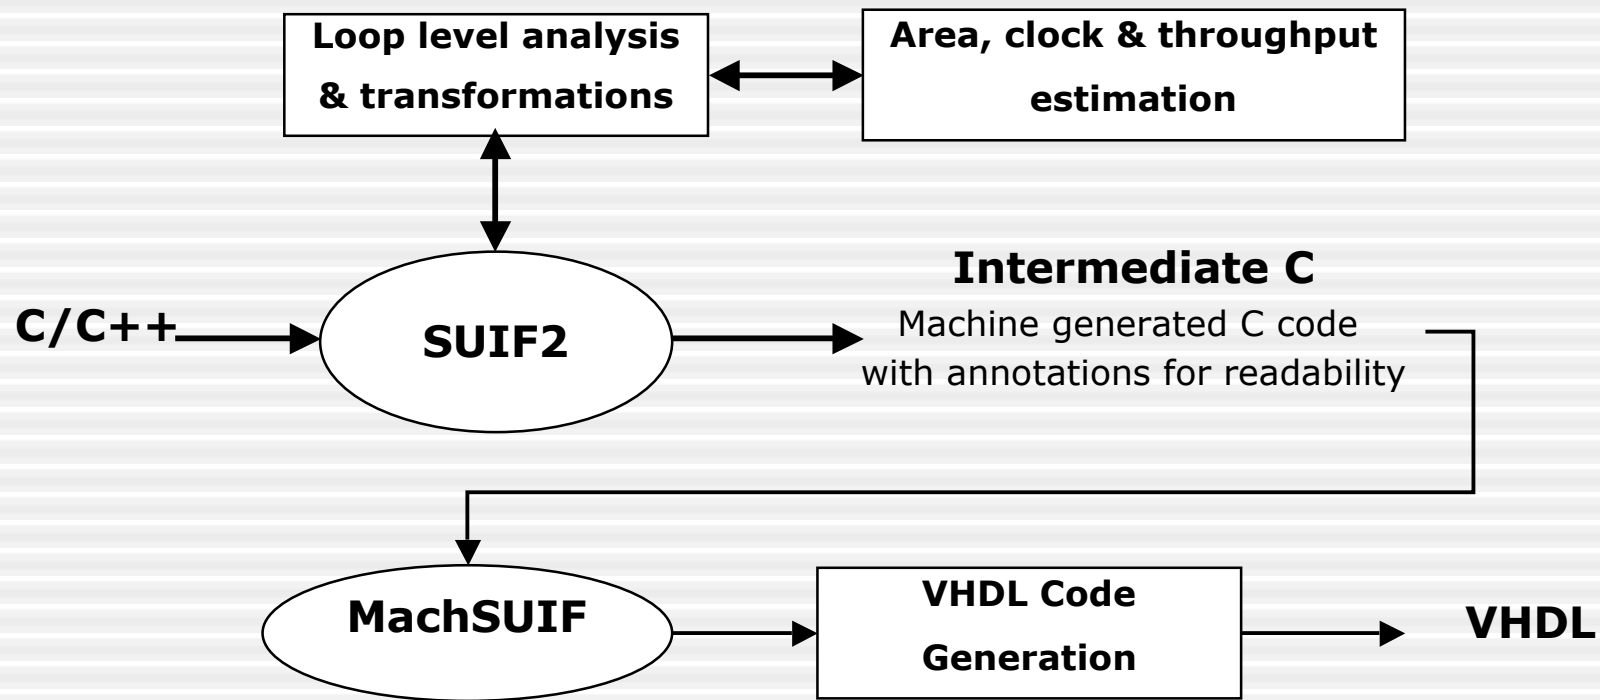 Loop level analysis
& transformations
Area, clock & throughput
estimation
C/C++
SUIF2
Intermediate C
Machine generated C code
with annotations for readability
MachSUIF
VHDL Code
Generation
VHDL